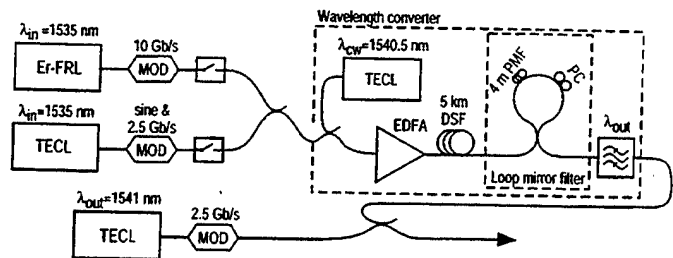 Wavelength converter
λin =1535 nm
10 Gb/s
Er-FRL
MOD
λcw =1540.5 nm
TECL
4 m PMF
PC
λin=1535 nm
sine &
2.5 Gb/s
TECL
MOD
EDFA
5 km
DSF
λout
Loop mirror filter
λout=1541 nm
2.5 Gb/s
TECL
MOD